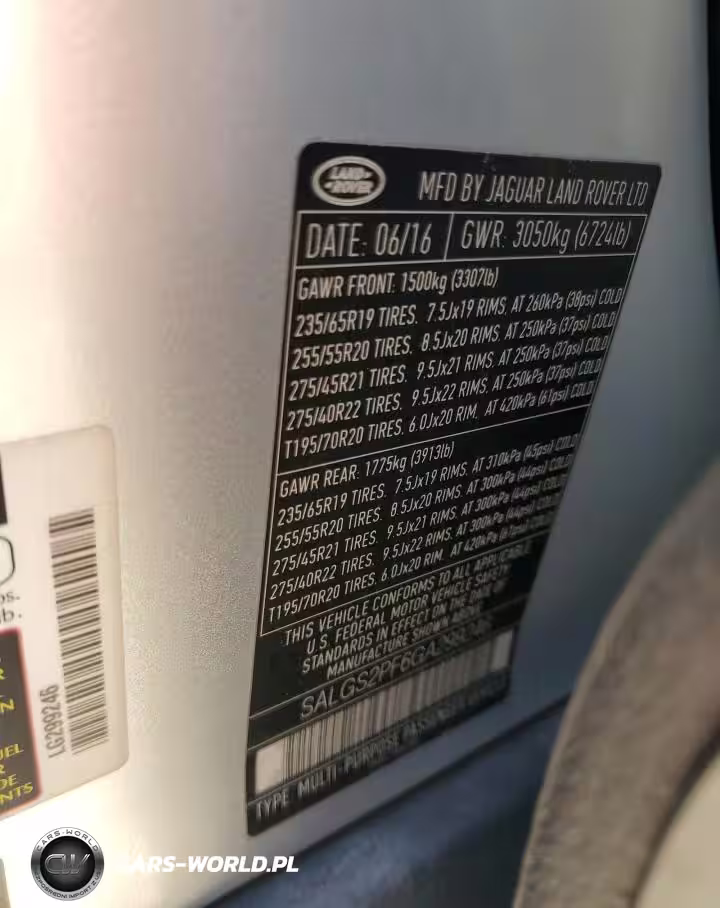 LAND ROVER
MFD BY JAGUAR LAND ROVER LTD
DATE: 06/16 GWR: 3050kg (6724lb)
GAWR FRONT: 1500kg (3307lb)
235/65R19 TIRES, 7.5Jx19 RIMS, AT 260kPa (38psi) COLD
255/55R20 TIRES, 8.5Jx20 RIMS, AT 250kPa (37psi) COLD
275/45R21 TIRES, 9.5Jx21 RIMS, AT 250kPa (37psi) COLD
275/40R22 TIRES, 9.5Jx22 RIMS, AT 250kPa (37psi) COLD
T195/70R20 TIRES, 6.0Jx20 RIM, AT 420kPa (61psi) COLD
GAWR REAR: 1775kg (3913lb)
235/65R19 TIRES, 7.5Jx19 RIMS, AT 310kPa (45psi) COLD
255/55R20 TIRES, 8.5Jx20 RIMS, AT 300kPa (44psi) COLD
275/45R21 TIRES, 9.5Jx21 RIMS, AT 300kPa (44psi) COLD
275/40R22 TIRES, 9.5Jx22 RIMS, AT 300kPa (44psi) COLD
T195/70R20 TIRES, 6.0Jx20 RIM, AT 420kPa (61psi) COLD
THIS VEHICLE CONFORMS TO ALL APPLICABLE
U.S. FEDERAL MOTOR VEHICLE SAFETY
STANDARDS IN EFFECT ON THE DATE OF
MANUFACTURE SHOWN ABOVE
SALGS2PF6GA
TYPE: MULTI-PURPOSE PASSENGER
LG299246
CARS-WORLD
CW
CARS-WORLD.PL